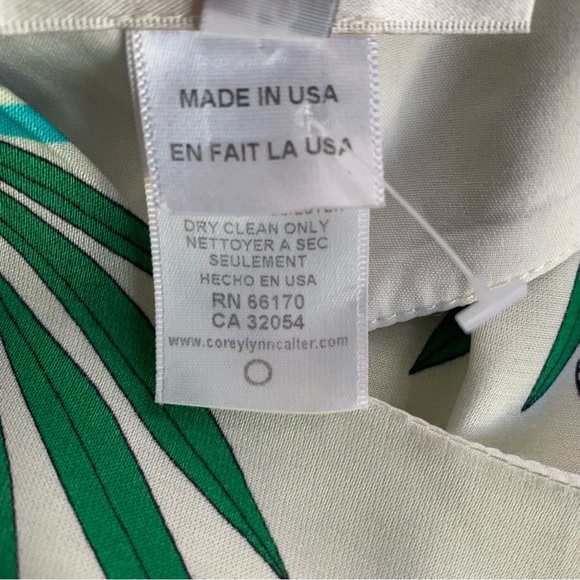 MADE IN USA
EN FAIT LA USA
DRY CLEAN ONLY
NETTOYER A SEC
SEULEMENT
HECHO EN USA
RN 66170
CA 32054
www.coreylynncalter.com